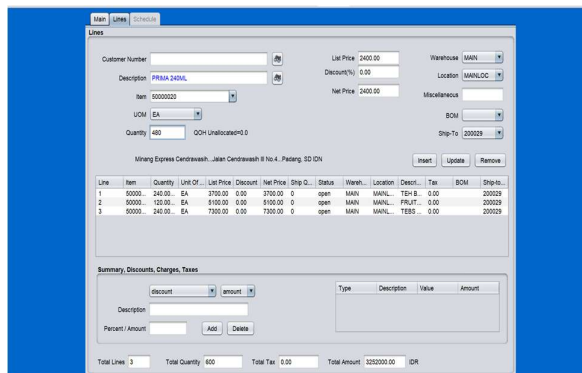 Main Lines Schedule
Lines
Customer Number
List Price 2400.00
Warehouse MAIN
Description PRIMA 240ML
Discount(%) 0.00
Location MAINLOC
Item 50000020
Net Price 2400.00
Miscellaneous
UOM EA
BOM
Quantity 480 QOH Unallocated=0.0
Ship-To 200029
Minang Express Cendrawasih...Jalan Cendrawasih III No.4...Padang, SD IDN
Insert Update Remove
Line Item Quantity Unit Of ... List Price Discount Net Price Ship Q... Status Wareh... Location Descri... Tax BOM Ship-to...
1 50000... 240.00... EA 3700.00 0.00 3700.00 0 open MAIN MAINL... TEH B... 0.00 200029
2 50000... 120.00... EA 5100.00 0.00 5100.00 0 open MAIN MAINL... FRUIT... 0.00 200029
3 50000... 240.00... EA 7300.00 0.00 7300.00 0 open MAIN MAINL... TEBS ... 0.00 200029
Summary, Discounts, Charges, Taxes
discount amount
Type Description Value Amount
Description
Percent / Amount Add Delete
Total Lines 3 Total Quantity 600 Total Tax 0.00 Total Amount 3252000.00 IDR